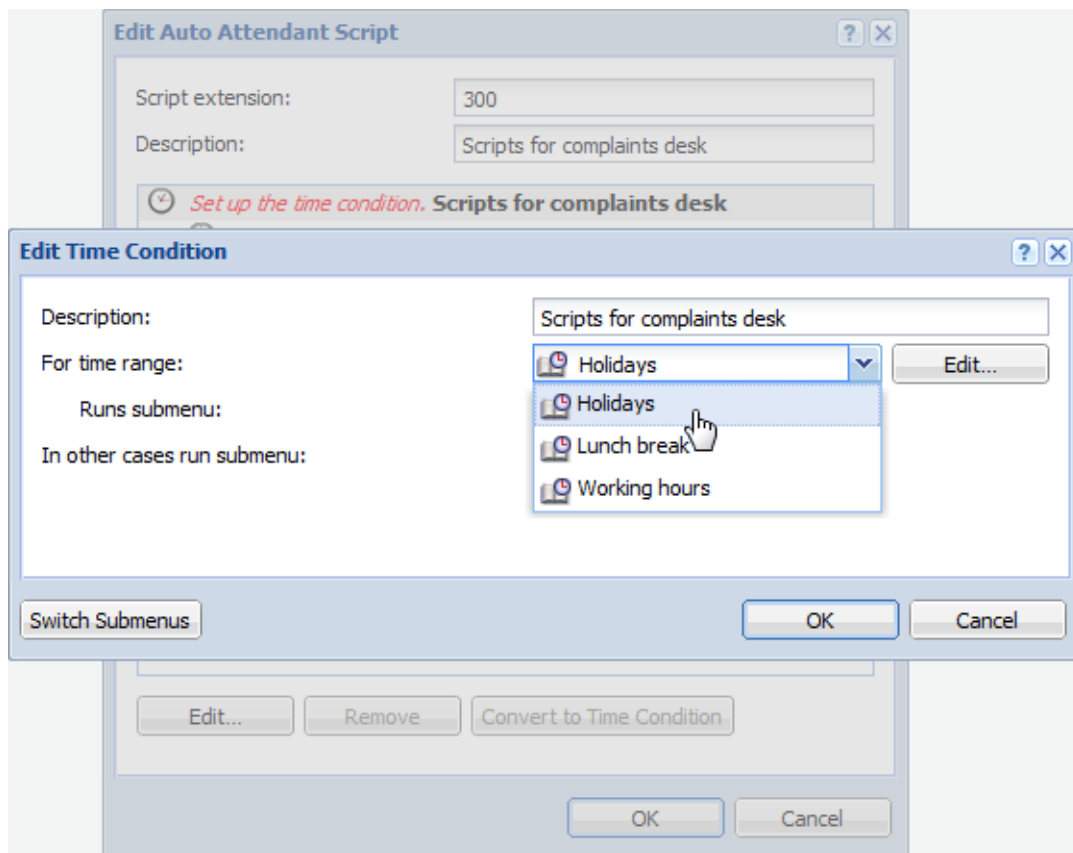 Edit Auto Attendant Script
Script extension: 300
Description: Scripts for complaints desk
Set up the time condition. Scripts for complaints desk
Edit Time Condition
Description: Scripts for complaints desk
For time range: Holidays Edit...
Runs submenu: Holidays
In other cases run submenu: Lunch break
Working hours
Switch Submenus OK Cancel
Edit... Remove Convert to Time Condition
OK Cancel